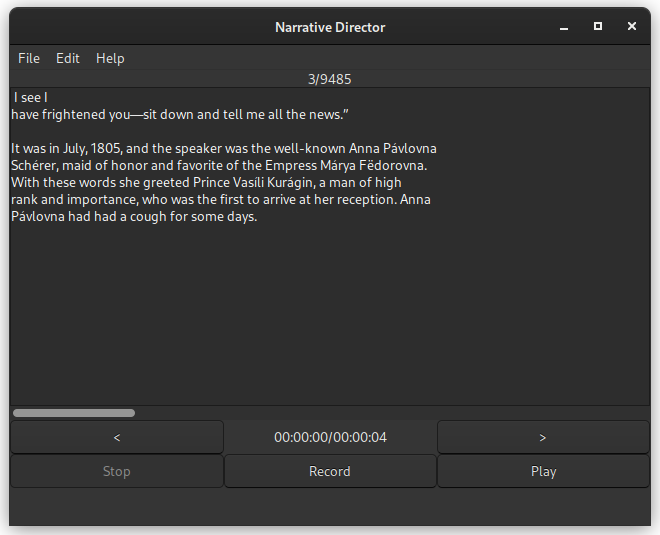 Narrative Director
File Edit Help
3/9485
I see I
have frightened you—sit down and tell me all the news.”
It was in July, 1805, and the speaker was the well-known Anna Pávlovna
Schérer, maid of honor and favorite of the Empress Márya Fëdorovna.
With these words she greeted Prince Vasíli Kurágin, a man of high
rank and importance, who was the first to arrive at her reception. Anna
Pávlovna had had a cough for some days.
< 00:00:00/00:00:04 >
Stop Record Play